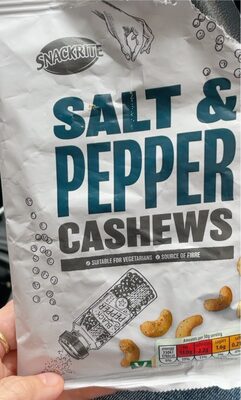 SNACKRITE
SALT &
PEPPER
CASHEWS
SUITABLE FOR VEGETARIANS SOURCE OF FIBRE